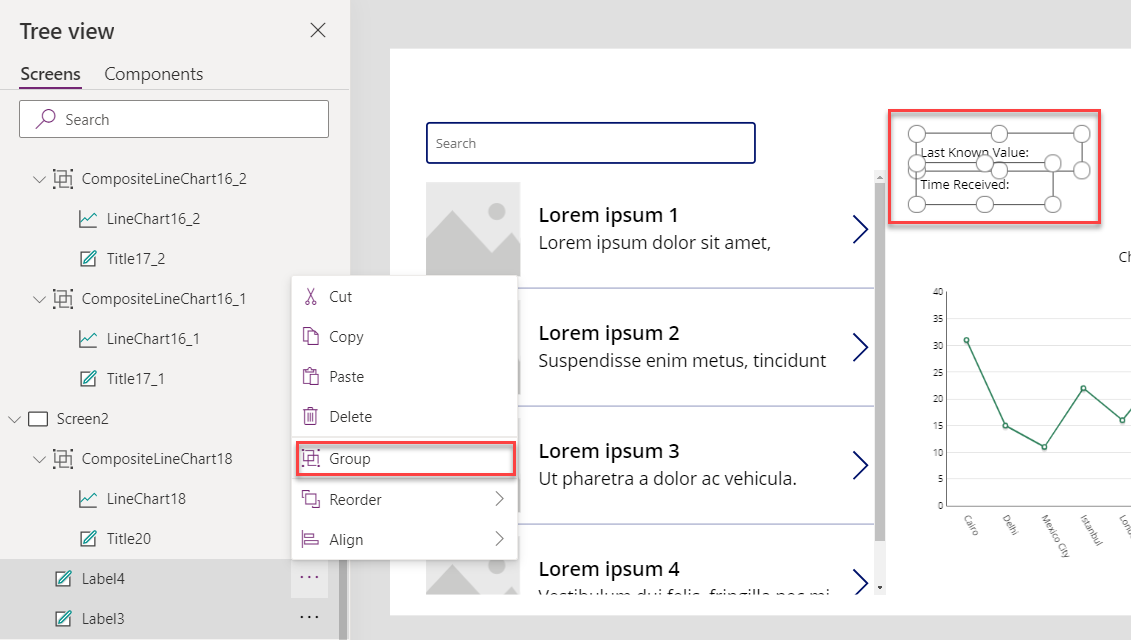 Tree view
Screens
Components
Search
CompositeLineChart16_2
LineChart16_2
Title17_2
CompositeLineChart16_1
LineChart16_1
Title17_1
Screen2
CompositeLineChart18
LineChart18
Title20
Label4
Label3
Cut
Copy
Paste
Delete
Group
Reorder
Align
Search
Lorem ipsum 1
Lorem ipsum dolor sit amet,
Lorem ipsum 2
Suspendisse enim metus, tincidunt
Lorem ipsum 3
Ut pharetra a dolor ac vehicula.
Lorem ipsum 4
Vestibulum dui felis, fringilla nec mi
Last Known Value:
Time Received:
Ch
40
35
30
25
20
15
10
5
0
Cairo
Delhi
Mexico City
Istanbul